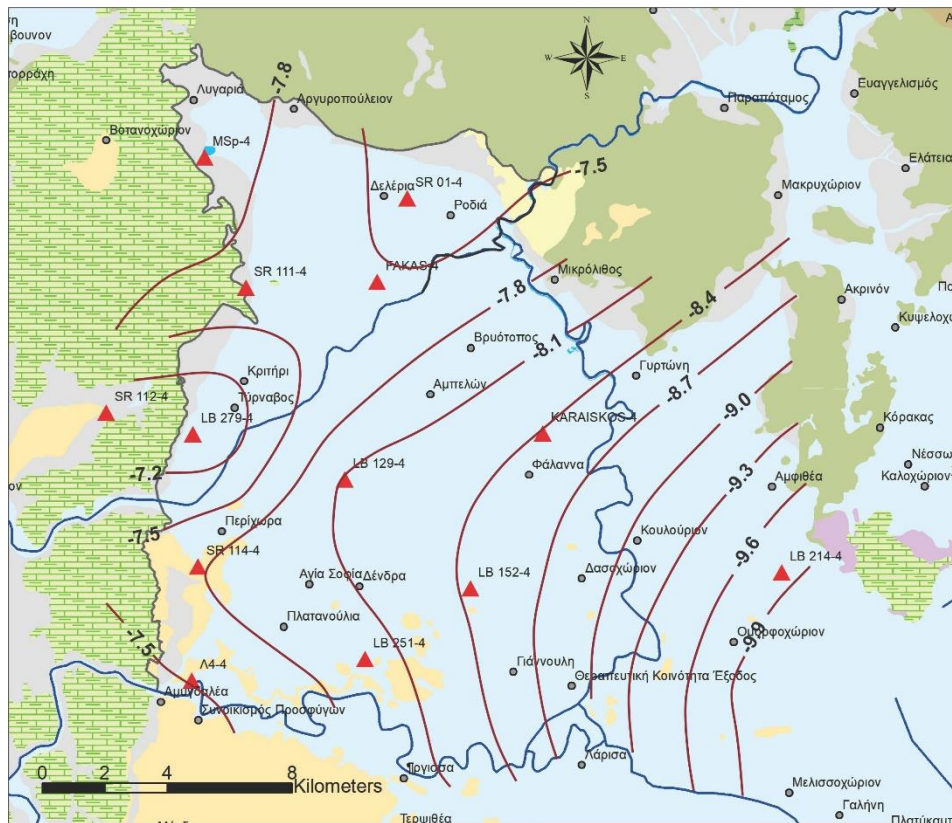 N
W
E
S
βουνον
Λυγαριά
-7.8
Αργυροπούλειον
Παραπόταμος
Ευαγγελισμός
Βοτανοχώριον
MSp-4
Ελάτεια
-7.5
Δελέρια
SR 01-4
Ροδιά
Μακρυχώριον
SR 111-4
FAKAS-4
Μικρόλιθος
-7.8
-8.4
Ακρινόν
Βρυότοπος
-8.1
Κριτήρι
Γυρτώνη
-8.7
Αμπελών
SR 112-4
Τύρναβος
-9.0
LB 279-4
KARAISKOS-4
Κόρακας
-7.2
LB 129-4
Φάλαννα
-9.3
Αμφιθέα
Καλοχώριον
-7.5
Περίχωρα
Κουλούριον
-9.6
SR 114-4
LB 214-4
Αγία Σοφία
Δένδρα
LB 152-4
Δασοχώριον
Πλατανούλια
-7.5
LB 251-4
Ομορφοχώριον
-9.9
Λ4-4
Γιάννουλη
Θεραπευτική Κοινότητα Έξοδος
Αμυγδαλέα
Συνοικισμός Προσφύγων
0 4 8
Kilometers
Λάρισα
Μελισσοχώριον
Γαλήνη
Τερψιθέα